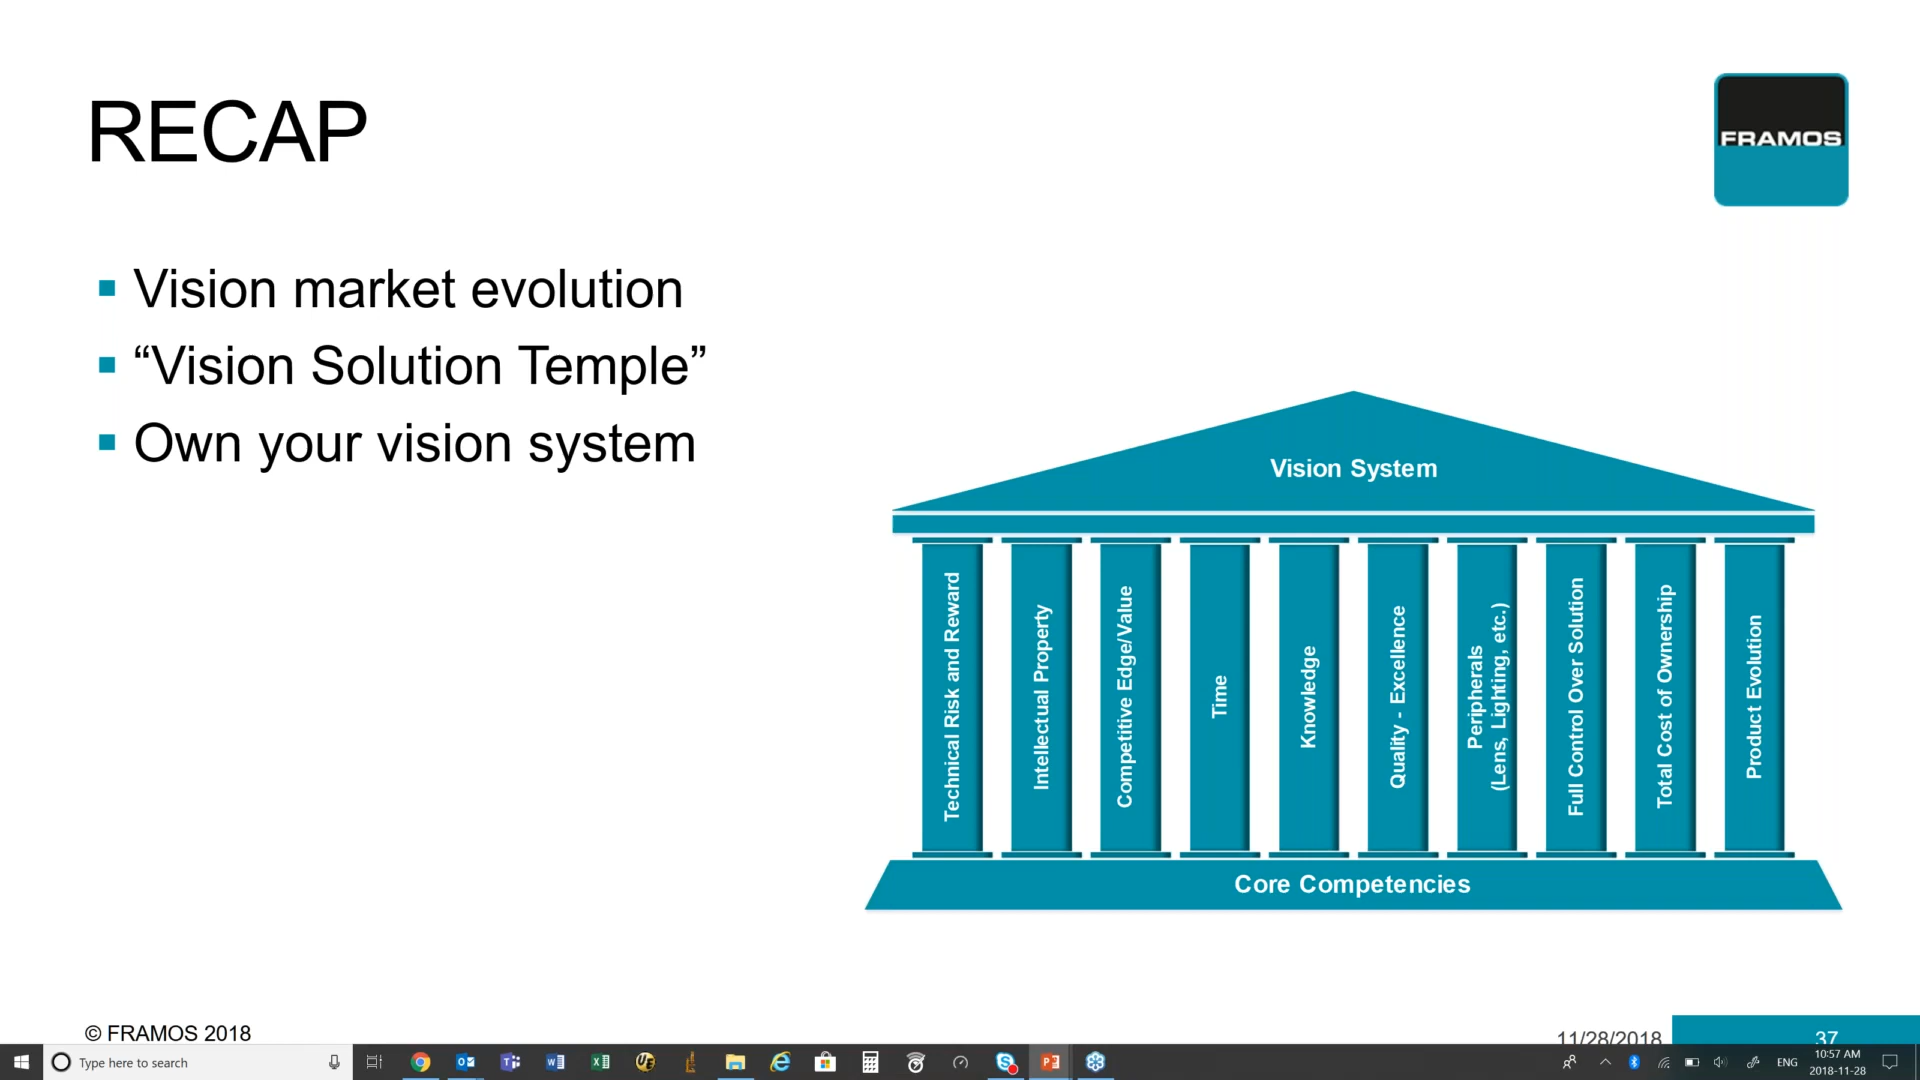 RECAP
FRAMOS
Vision market evolution
“Vision Solution Temple”
Own your vision system
Vision System
Technical Risk and Reward
Intellectual Property
Competitive Edge/Value
Time
Knowledge
Quality - Excellence
Peripherals
(Lens, Lighting, etc.)
Full Control Over Solution
Total Cost of Ownership
Product Evolution
Core Competencies
© FRAMOS 2018
11/28/2018
37
Type here to search
ENG
10:57 AM
2018-11-28